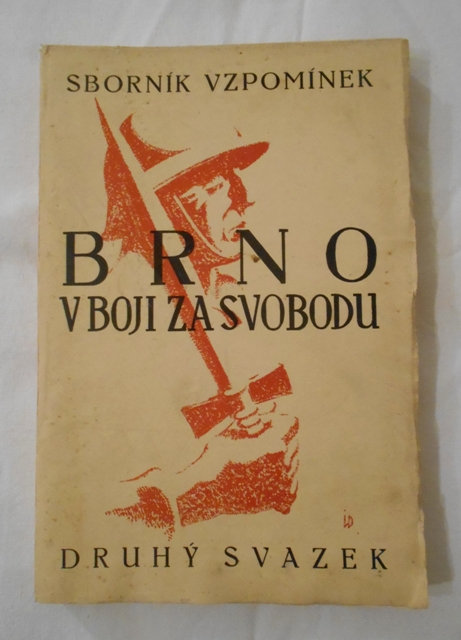 SBORNÍK VZPOMÍNEK
BRNO
V BOJI ZA SVOBODU
DRUHÝ SVAZEK